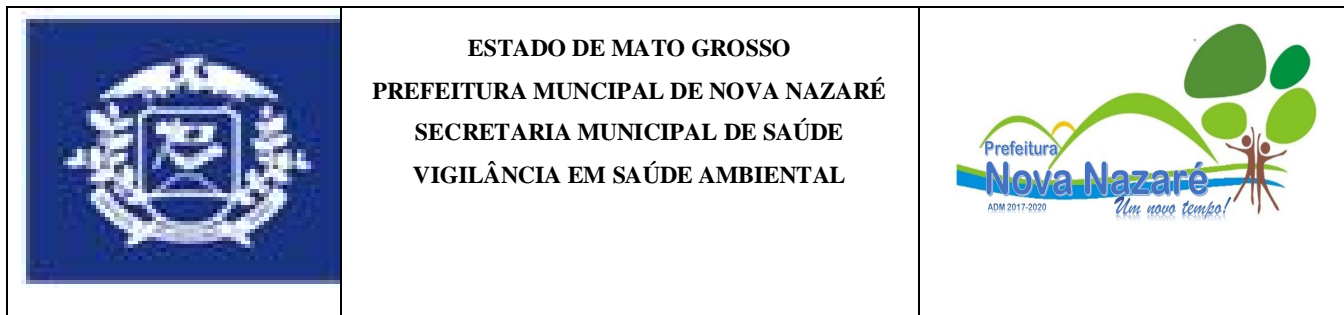 ESTADO DE MATO GROSSO
PREFEITURA MUNCIPAL DE NOVA NAZARÉ
SECRETARIA MUNICIPAL DE SAÚDE
VIGILÂNCIA EM SAÚDE AMBIENTAL
Prefeitura
Nova Nazaré
ADM 2017-2020
Um novo tempo!